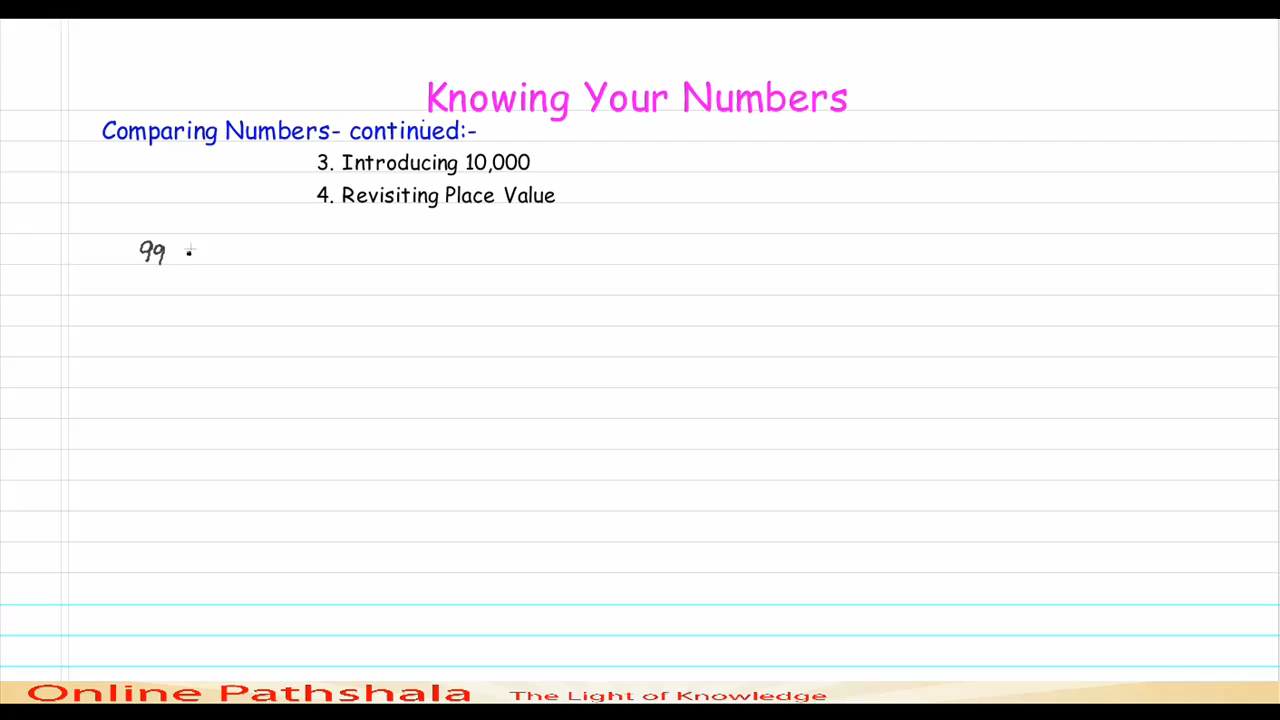 Knowing Your Numbers
Comparing Numbers- continued:-
3. Introducing 10,000
4. Revisiting Place Value
99
Online Pathshala The Light of Knowledge